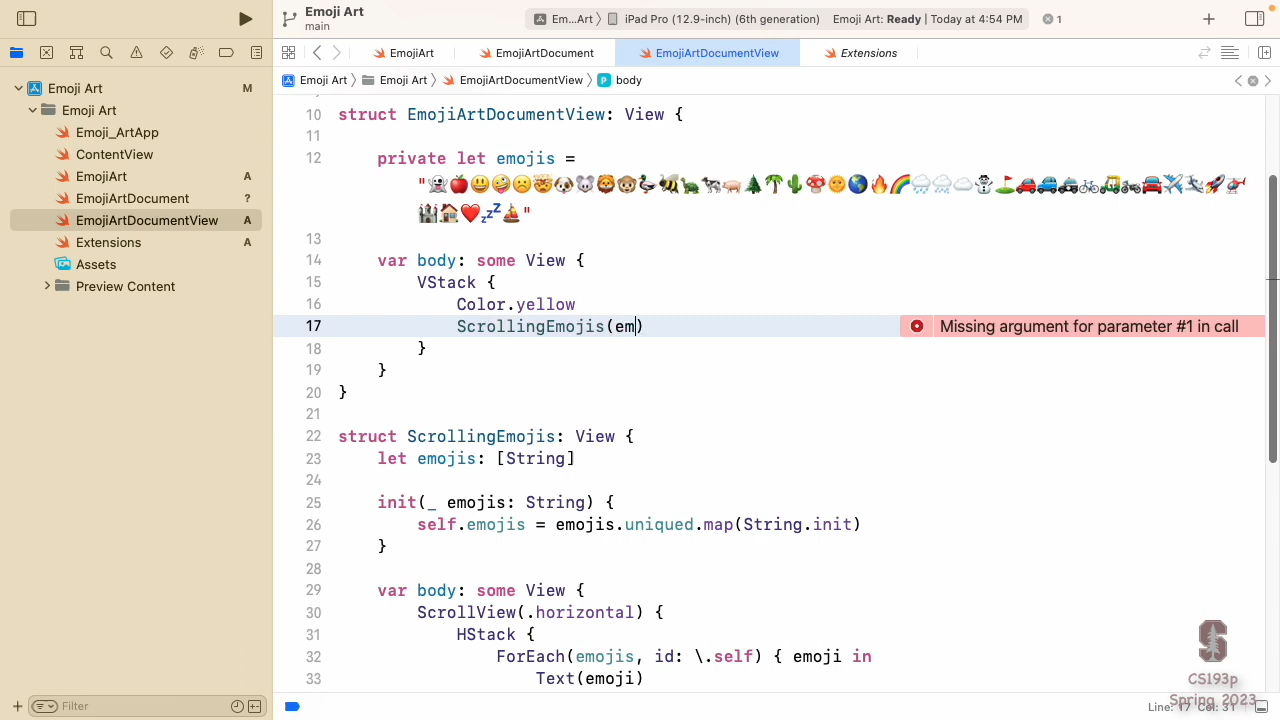 Emoji Art
main
Em...Art 〉 iPad Pro (12.9-inch) (6th generation) Emoji Art: Ready | Today at 4:54 PM 1
EmojiArt EmojiArtDocument EmojiArtDocumentView Extensions
Emoji Art 〉 Emoji Art 〉 EmojiArtDocumentView 〉 P body
Emoji Art M
Emoji Art
Emoji_ArtApp
ContentView
EmojiArt A
EmojiArtDocument ?
EmojiArtDocumentView A
Extensions A
Assets
Preview Content
Filter
10 struct EmojiArtDocumentView: View {
11
12 private let emojis =
"👻🍎😃🤪☹️🤯🐶🐭🦁🐵🦆🐝🐢🐄🐖🌲🌴🌵🍄🌞🌎🔥🌈🌧️🌨️☁️⛄️⛳️🚗🚙🚓🚲🛺🏍️🚘✈️🛩️🚀🚁
🏰🏠❤️💤⛵️"
13
14 var body: some View {
15 VStack {
16 Color.yellow
17 ScrollingEmojis(em) Missing argument for parameter #1 in call
18 }
19 }
20 }
21
22 struct ScrollingEmojis: View {
23 let emojis: [String]
24
25 init(_ emojis: String) {
26 self.emojis = emojis.uniqued.map(String.init)
27 }
28
29 var body: some View {
30 ScrollView(.horizontal) {
31 HStack {
32 ForEach(emojis, id: \.self) { emoji in
33 Text(emoji)
S
CS193p
Spring 2023
Line: 17 Col: 31